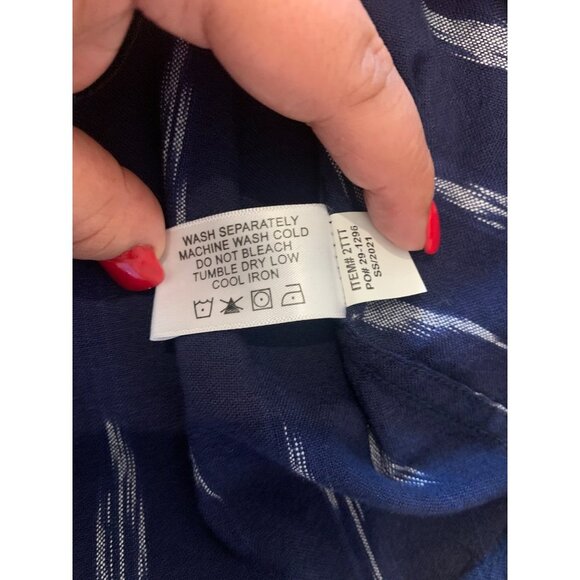 WASH SEPARATELY
MACHINE WASH COLD
DO NOT BLEACH
TUMBLE DRY LOW
COOL IRON
ITEM# 2TTT
PO# 29-1296
SS/2021